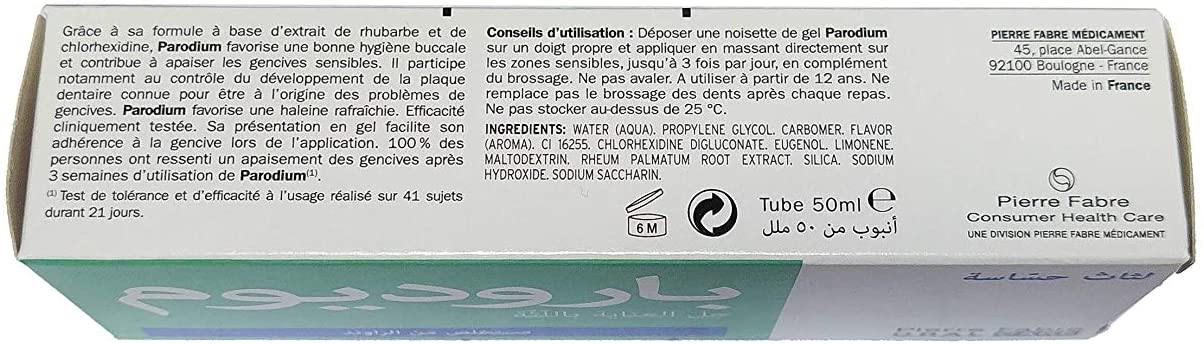 Grâce à sa formule à base d'extrait de rhubarbe et de
chlorhexidine, Parodium favorise une bonne hygiène buccale
et contribue à apaiser les gencives sensibles. Il participe
notamment au contrôle du développement de la plaque
dentaire connue pour être à l'origine des problèmes de
gencives. Parodium favorise une haleine rafraîchie. Efficacité
cliniquement testée. Sa présentation en gel facilite son
adhérence à la gencive lors de l'application. 100 % des
personnes ont ressenti un apaisement des gencives après
3 semaines d'utilisation de Parodium(1).
(1) Test de tolérance et d'efficacité à l'usage réalisé sur 41 sujets
durant 21 jours.
Conseils d'utilisation : Déposer une noisette de gel Parodium
sur un doigt propre et appliquer en massant directement sur
les zones sensibles, jusqu'à 3 fois par jour, en complément
du brossage. Ne pas avaler. A utiliser à partir de 12 ans. Ne
remplace pas le brossage des dents après chaque repas.
Ne pas stocker au-dessus de 25 °C.
INGREDIENTS: WATER (AQUA). PROPYLENE GLYCOL. CARBOMER. FLAVOR
(AROMA). CI 16255. CHLORHEXIDINE DIGLUCONATE. EUGENOL. LIMONENE.
MALTODEXTRIN. RHEUM PALMATUM ROOT EXTRACT. SILICA. SODIUM
HYDROXIDE. SODIUM SACCHARIN.
6 M
Tube 50ml e
أنبوب من ٥٠ ملل
PIERRE FABRE MÉDICAMENT
45, place Abel-Gance
92100 Boulogne - France
Made in France
Pierre Fabre
Consumer Health Care
UNE DIVISION PIERRE FABRE MÉDICAMENT
باروديوم
جل العناية باللثة
مستخلص من الراوند
لثات حساسة
Pierre Fabre
ORAL